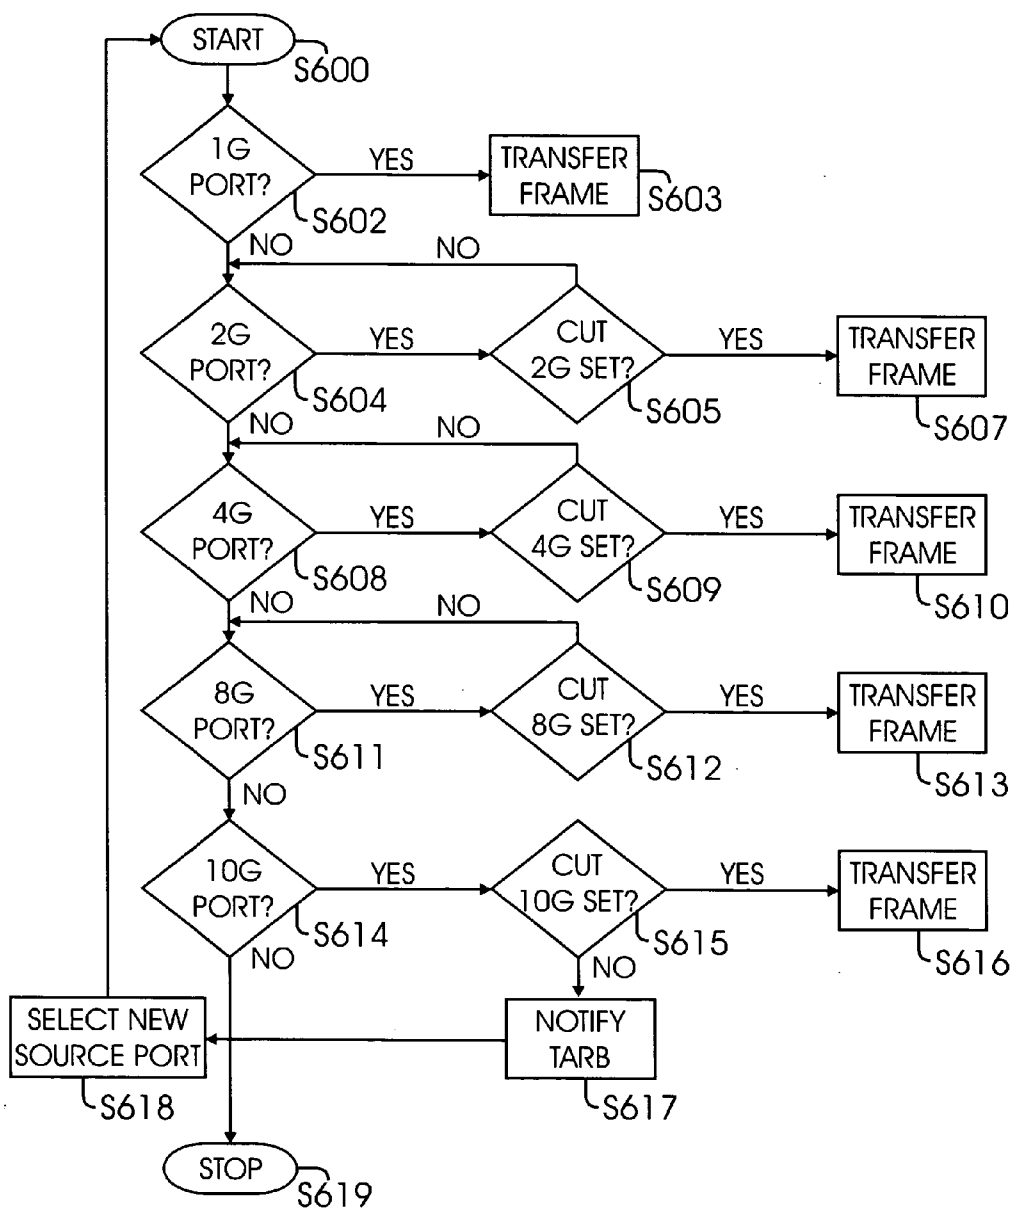 START
S600
1G
PORT?
YES
TRANSFER
FRAME
S603
S602
NO
NO
2G
PORT?
YES
CUT
2G SET?
YES
TRANSFER
FRAME
S604
S605
S607
NO
NO
4G
PORT?
YES
CUT
4G SET?
YES
TRANSFER
FRAME
S608
S609
S610
NO
NO
8G
PORT?
YES
CUT
8G SET?
YES
TRANSFER
FRAME
S611
S612
S613
NO
10G
PORT?
YES
CUT
10G SET?
YES
TRANSFER
FRAME
S614
S615
S616
NO
NO
SELECT NEW
SOURCE PORT
NOTIFY
TARB
S618
S617
STOP
S619